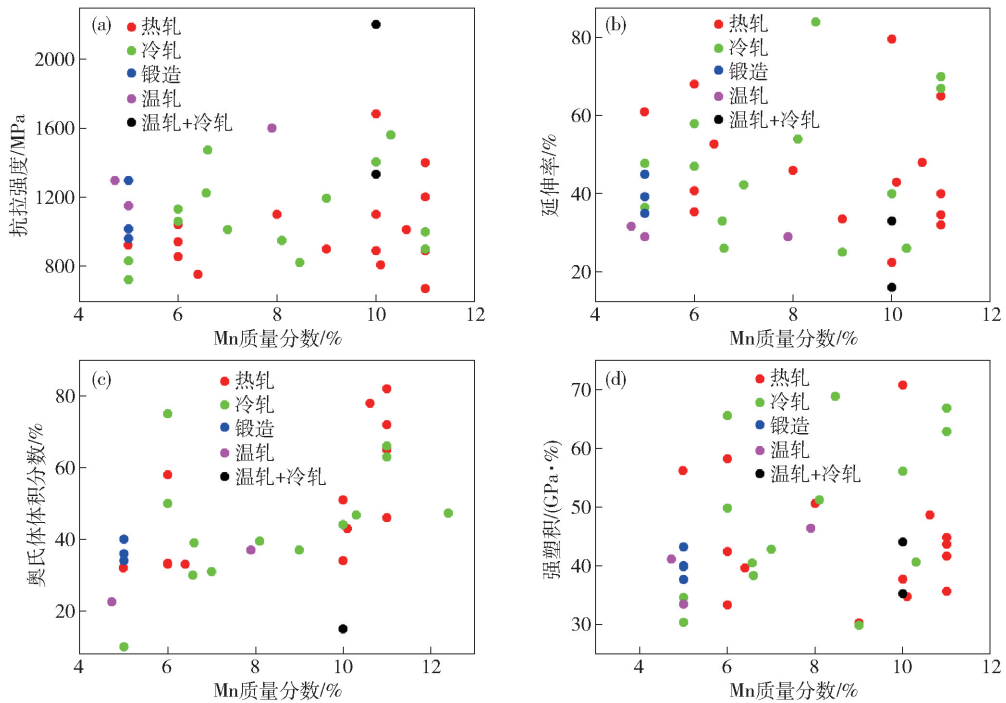 (a)
热轧
冷轧
锻造
温轧
温轧+冷轧
2000
1600
1200
800
抗拉强度/MPa
4 6 8 10 12
Mn质量分数/%
(b)
热轧
冷轧
锻造
温轧
温轧+冷轧
80
60
40
20
延伸率/%
4 6 8 10 12
Mn质量分数/%
(c)
热轧
冷轧
锻造
温轧
温轧+冷轧
80
60
40
20
奥氏体体积分数/%
4 6 8 10 12
Mn质量分数/%
(d)
热轧
冷轧
锻造
温轧
温轧+冷轧
70
60
50
40
30
强塑积/(GPa·%)
4 6 8 10 12
Mn质量分数/%